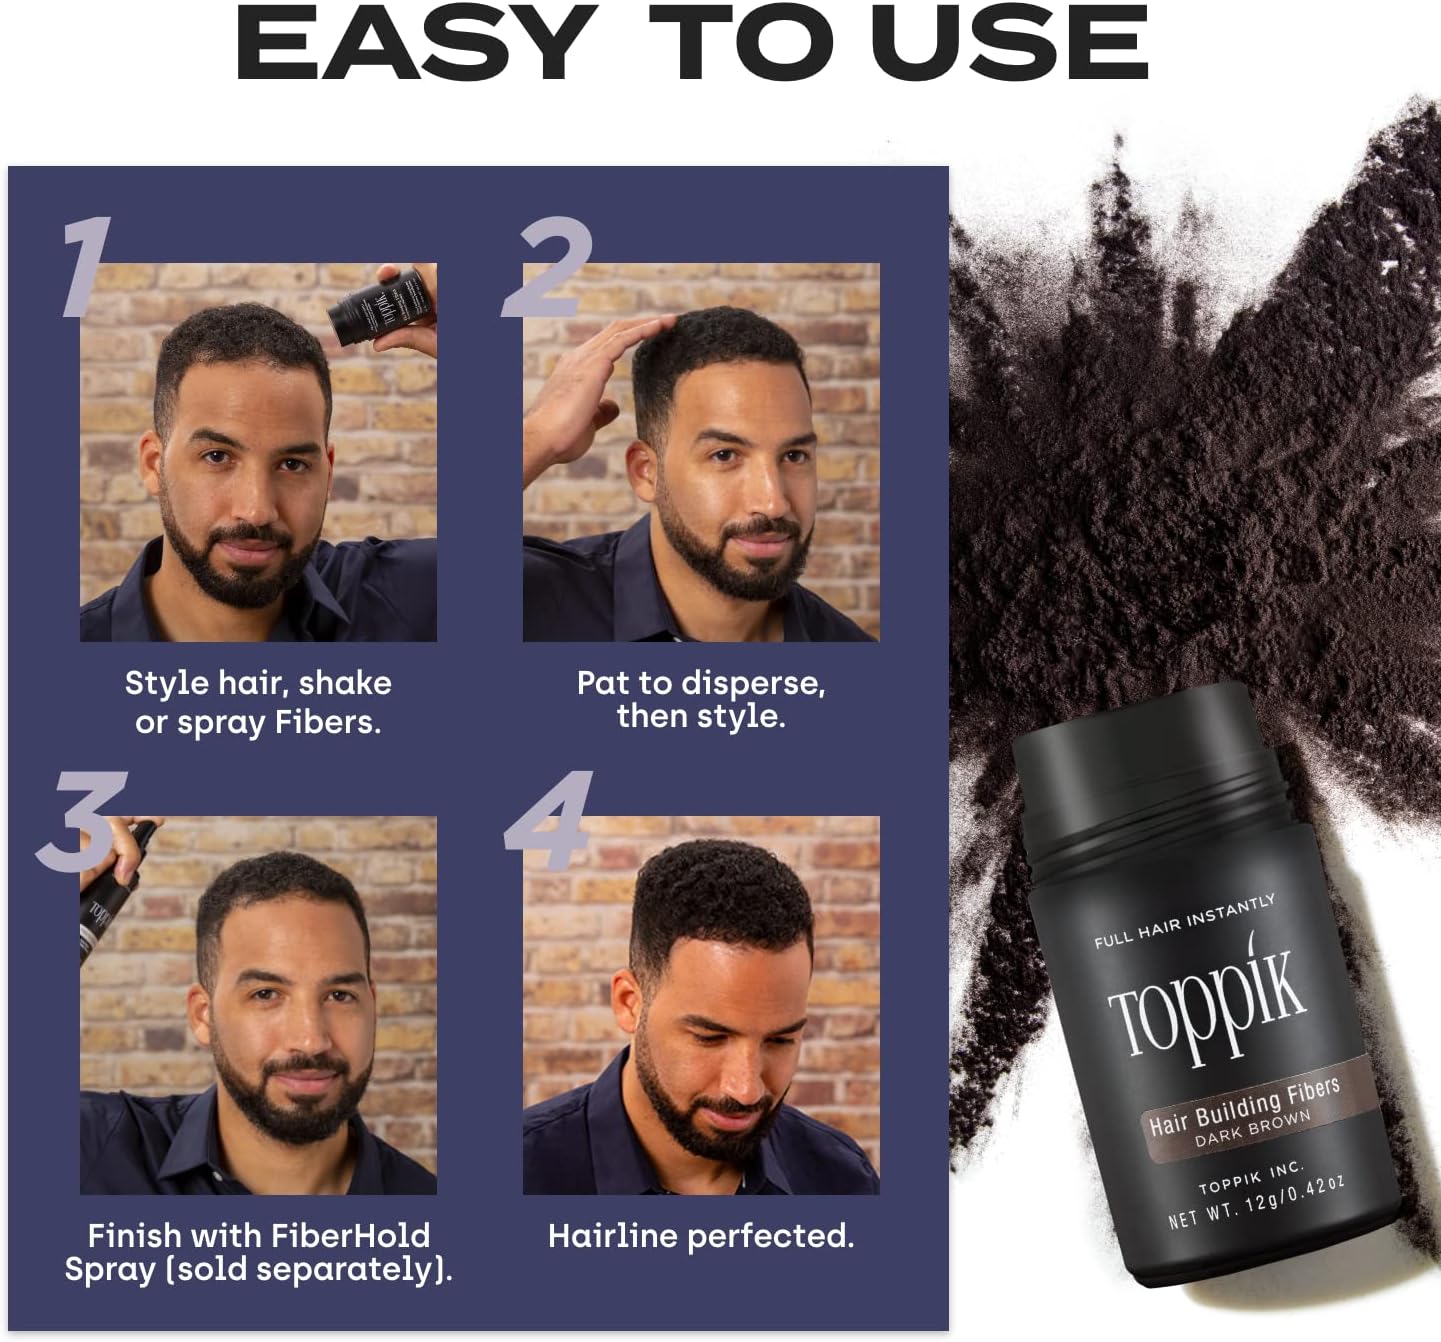 EASY TO USE
1
TOPPIK
Style hair, shake
or spray Fibers.
2
Pat to disperse,
then style.
3
TOPP
Finish with FiberHold
Spray (sold separately).
4
Hairline perfected.
FULL HAIR INSTANTLY
TOPPIK
Hair Building Fibers
DARK BROWN
TOPPIK INC.
NET WT. 12g/0.42oz